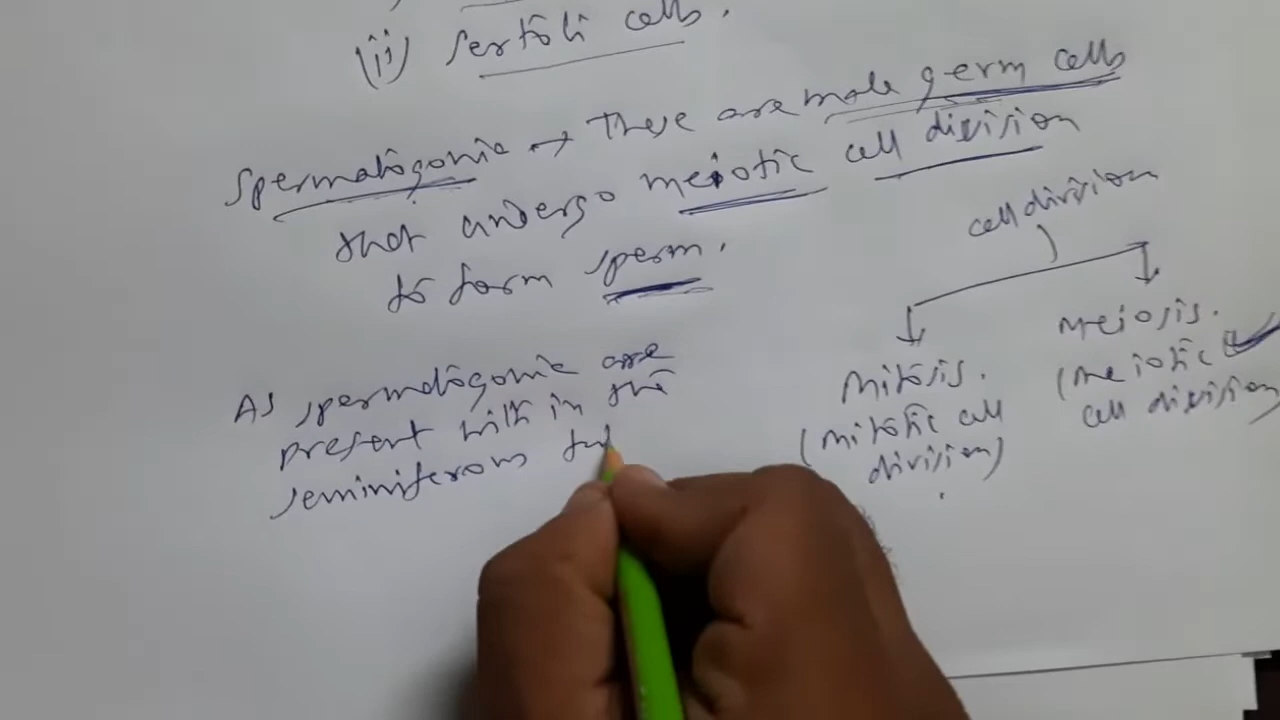 (ii) Sertoli cells.
Spermatogonia → These are male germ cells
that undergo meiotic cell division
to form sperm.
cell division
Mitosis.
(mitotic cell
division)
Meiosis.
(meiotic
cell division
As spermatogonia are
present with in the
seminiferous tub